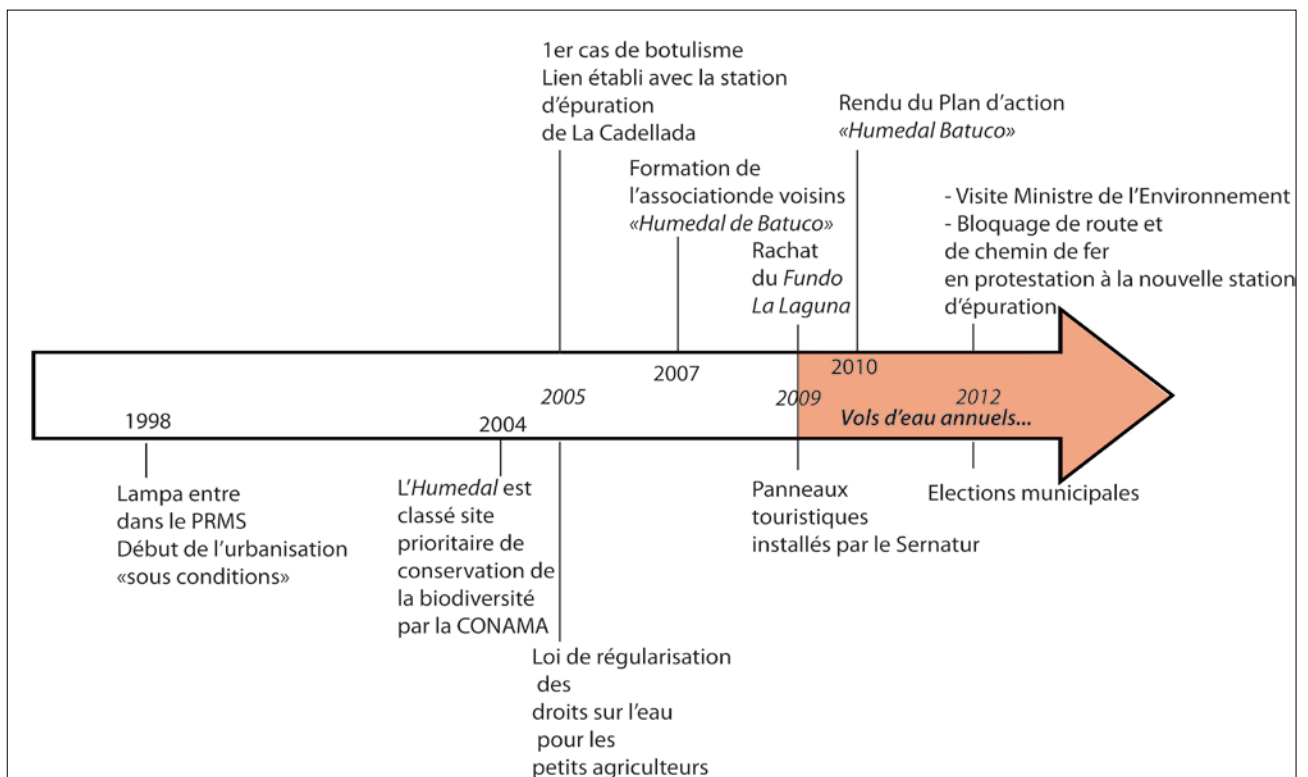 1er cas de botulisme
Lien établi avec la station
d'épuration
de La Cadellada
Rendu du Plan d'action
«Humedal Batuco»
Formation de
l'associationde voisins
«Humedal de Batuco»
- Visite Ministre de l'Environnement
- Bloquage de route et
de chemin de fer
en protestation à la nouvelle station
d'épuration
Rachat
du Fundo
La Laguna
1998
2004
2005
2007
2009
2010
2012
Vols d'eau annuels...
Lampa entre
dans le PRMS
Début de l'urbanisation
«sous conditions»
L'Humedal est
classé site
prioritaire de
conservation de
la biodiversité
par la CONAMA
Loi de régularisation
des
droits sur l'eau
pour les
petits agriculteurs
Panneaux
touristiques
installés par le Sernatur
Elections municipales